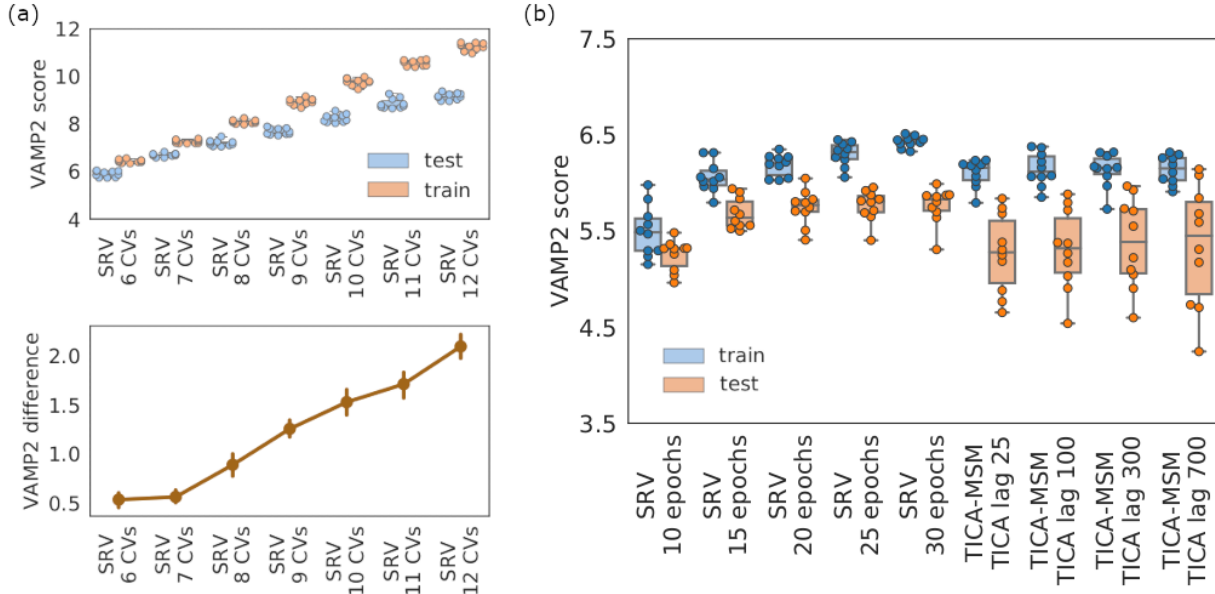 (a)
12
10
8
6
4
VAMP2 score
test
train
SRV
6 CVs
SRV
7 CVs
SRV
8 CVs
SRV
9 CVs
SRV
10 CVs
SRV
11 CVs
SRV
12 CVs
2.0
1.5
1.0
0.5
VAMP2 difference
SRV
6 CVs
SRV
7 CVs
SRV
8 CVs
SRV
9 CVs
SRV
10 CVs
SRV
11 CVs
SRV
12 CVs
(b)
7.5
6.5
5.5
4.5
3.5
VAMP2 score
train
test
SRV
10 epochs
SRV
15 epochs
SRV
20 epochs
SRV
25 epochs
SRV
30 epochs
TICA-MSM
TICA lag 25
TICA-MSM
TICA lag 100
TICA-MSM
TICA lag 300
TICA-MSM
TICA lag 700